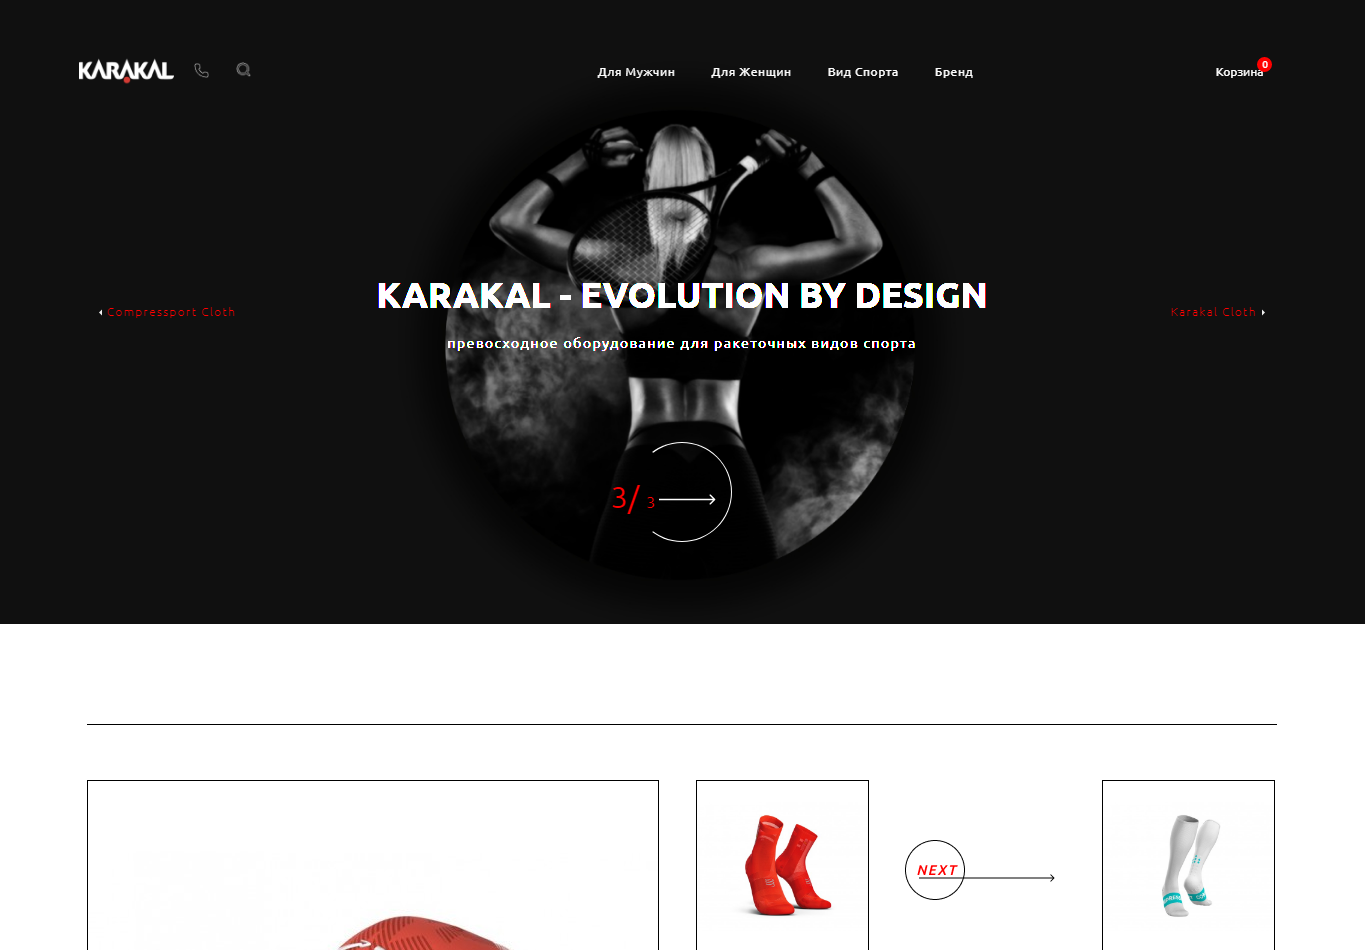 KARAKAL
Для Мужчин
Для Женщин
Вид Спорта
Бренд
Корзина
0
KARAKAL - EVOLUTION BY DESIGN
Compressport Cloth
Karakal Cloth
превосходное оборудование для ракеточных видов спорта
3/ 3
NEXT